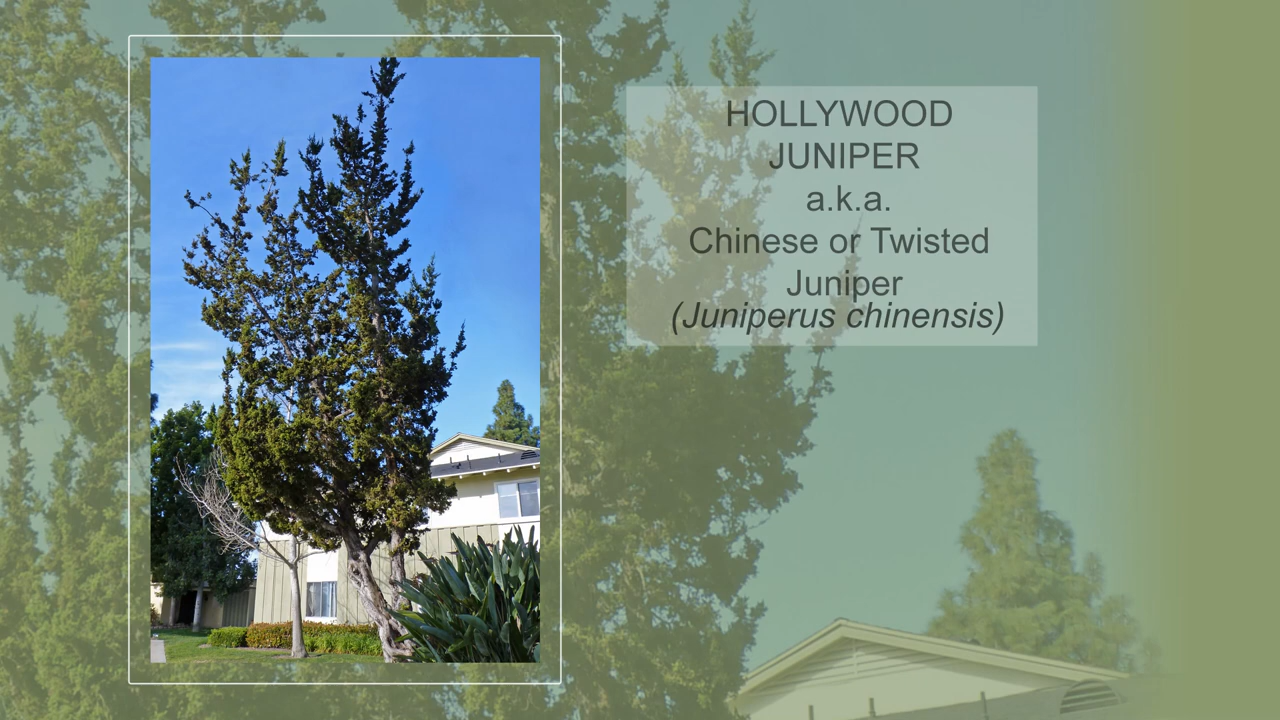 HOLLYWOOD
JUNIPER
a.k.a.
Chinese or Twisted
Juniper
(Juniperus chinensis)